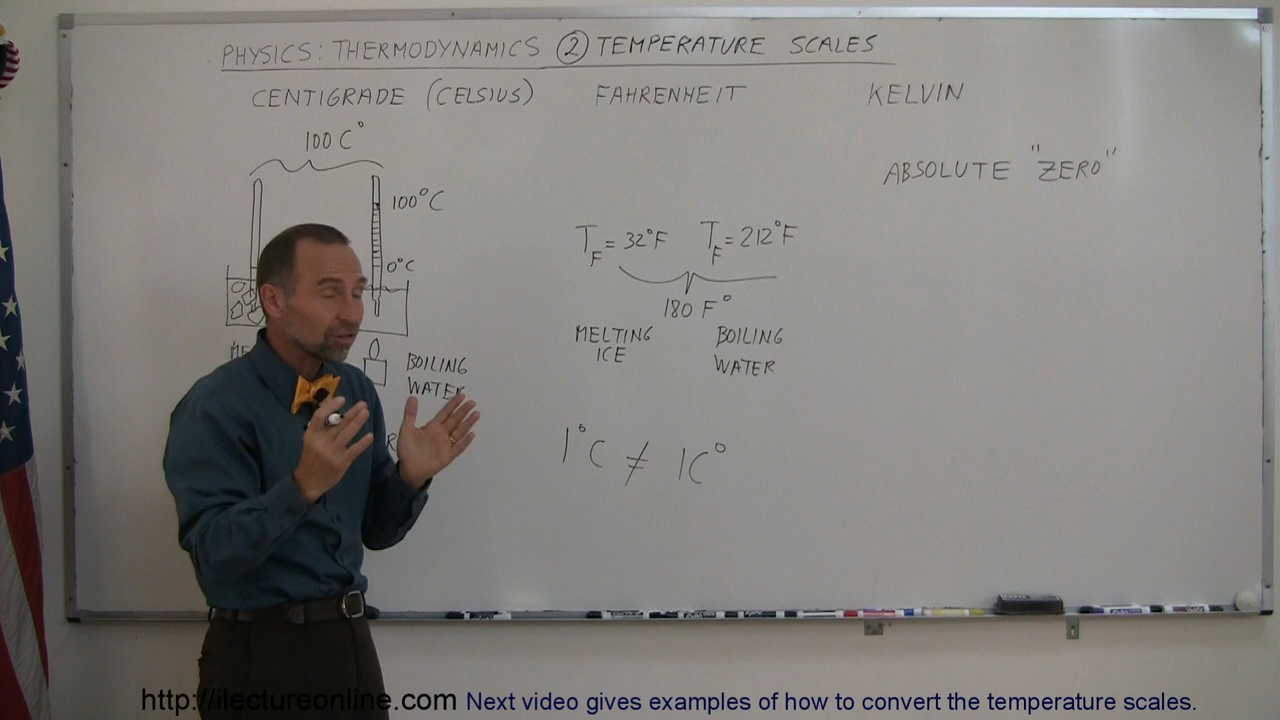 PHYSICS: THERMODYNAMICS ② TEMPERATURE SCALES
CENTIGRADE (CELSIUS) FAHRENHEIT KELVIN
100 C°
ABSOLUTE "ZERO"
100°C
0°C
T_F = 32°F T_F = 212°F
180 F°
MELTING
ICE
BOILING
WATER
BOILING
WATER
1°C ≠ 1C°
http://ilectureonline.com Next video gives examples of how to convert the temperature scales.